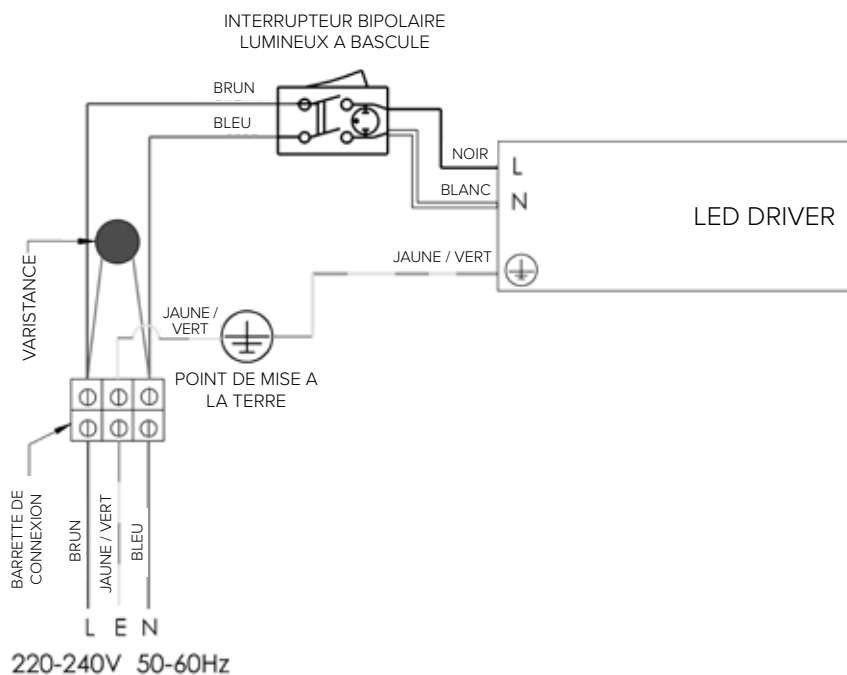 INTERRUPTEUR BIPOLAIRE
LUMINEUX A BASCULE
BRUN
BLEU
NOIR
L
BLANC
N
LED DRIVER
JAUNE / VERT
VARISTANCE
JAUNE /
VERT
POINT DE MISE A
LA TERRE
BARRETTE DE
CONNEXION
BRUN
JAUNE / VERT
BLEU
L E N
220-240V 50-60Hz